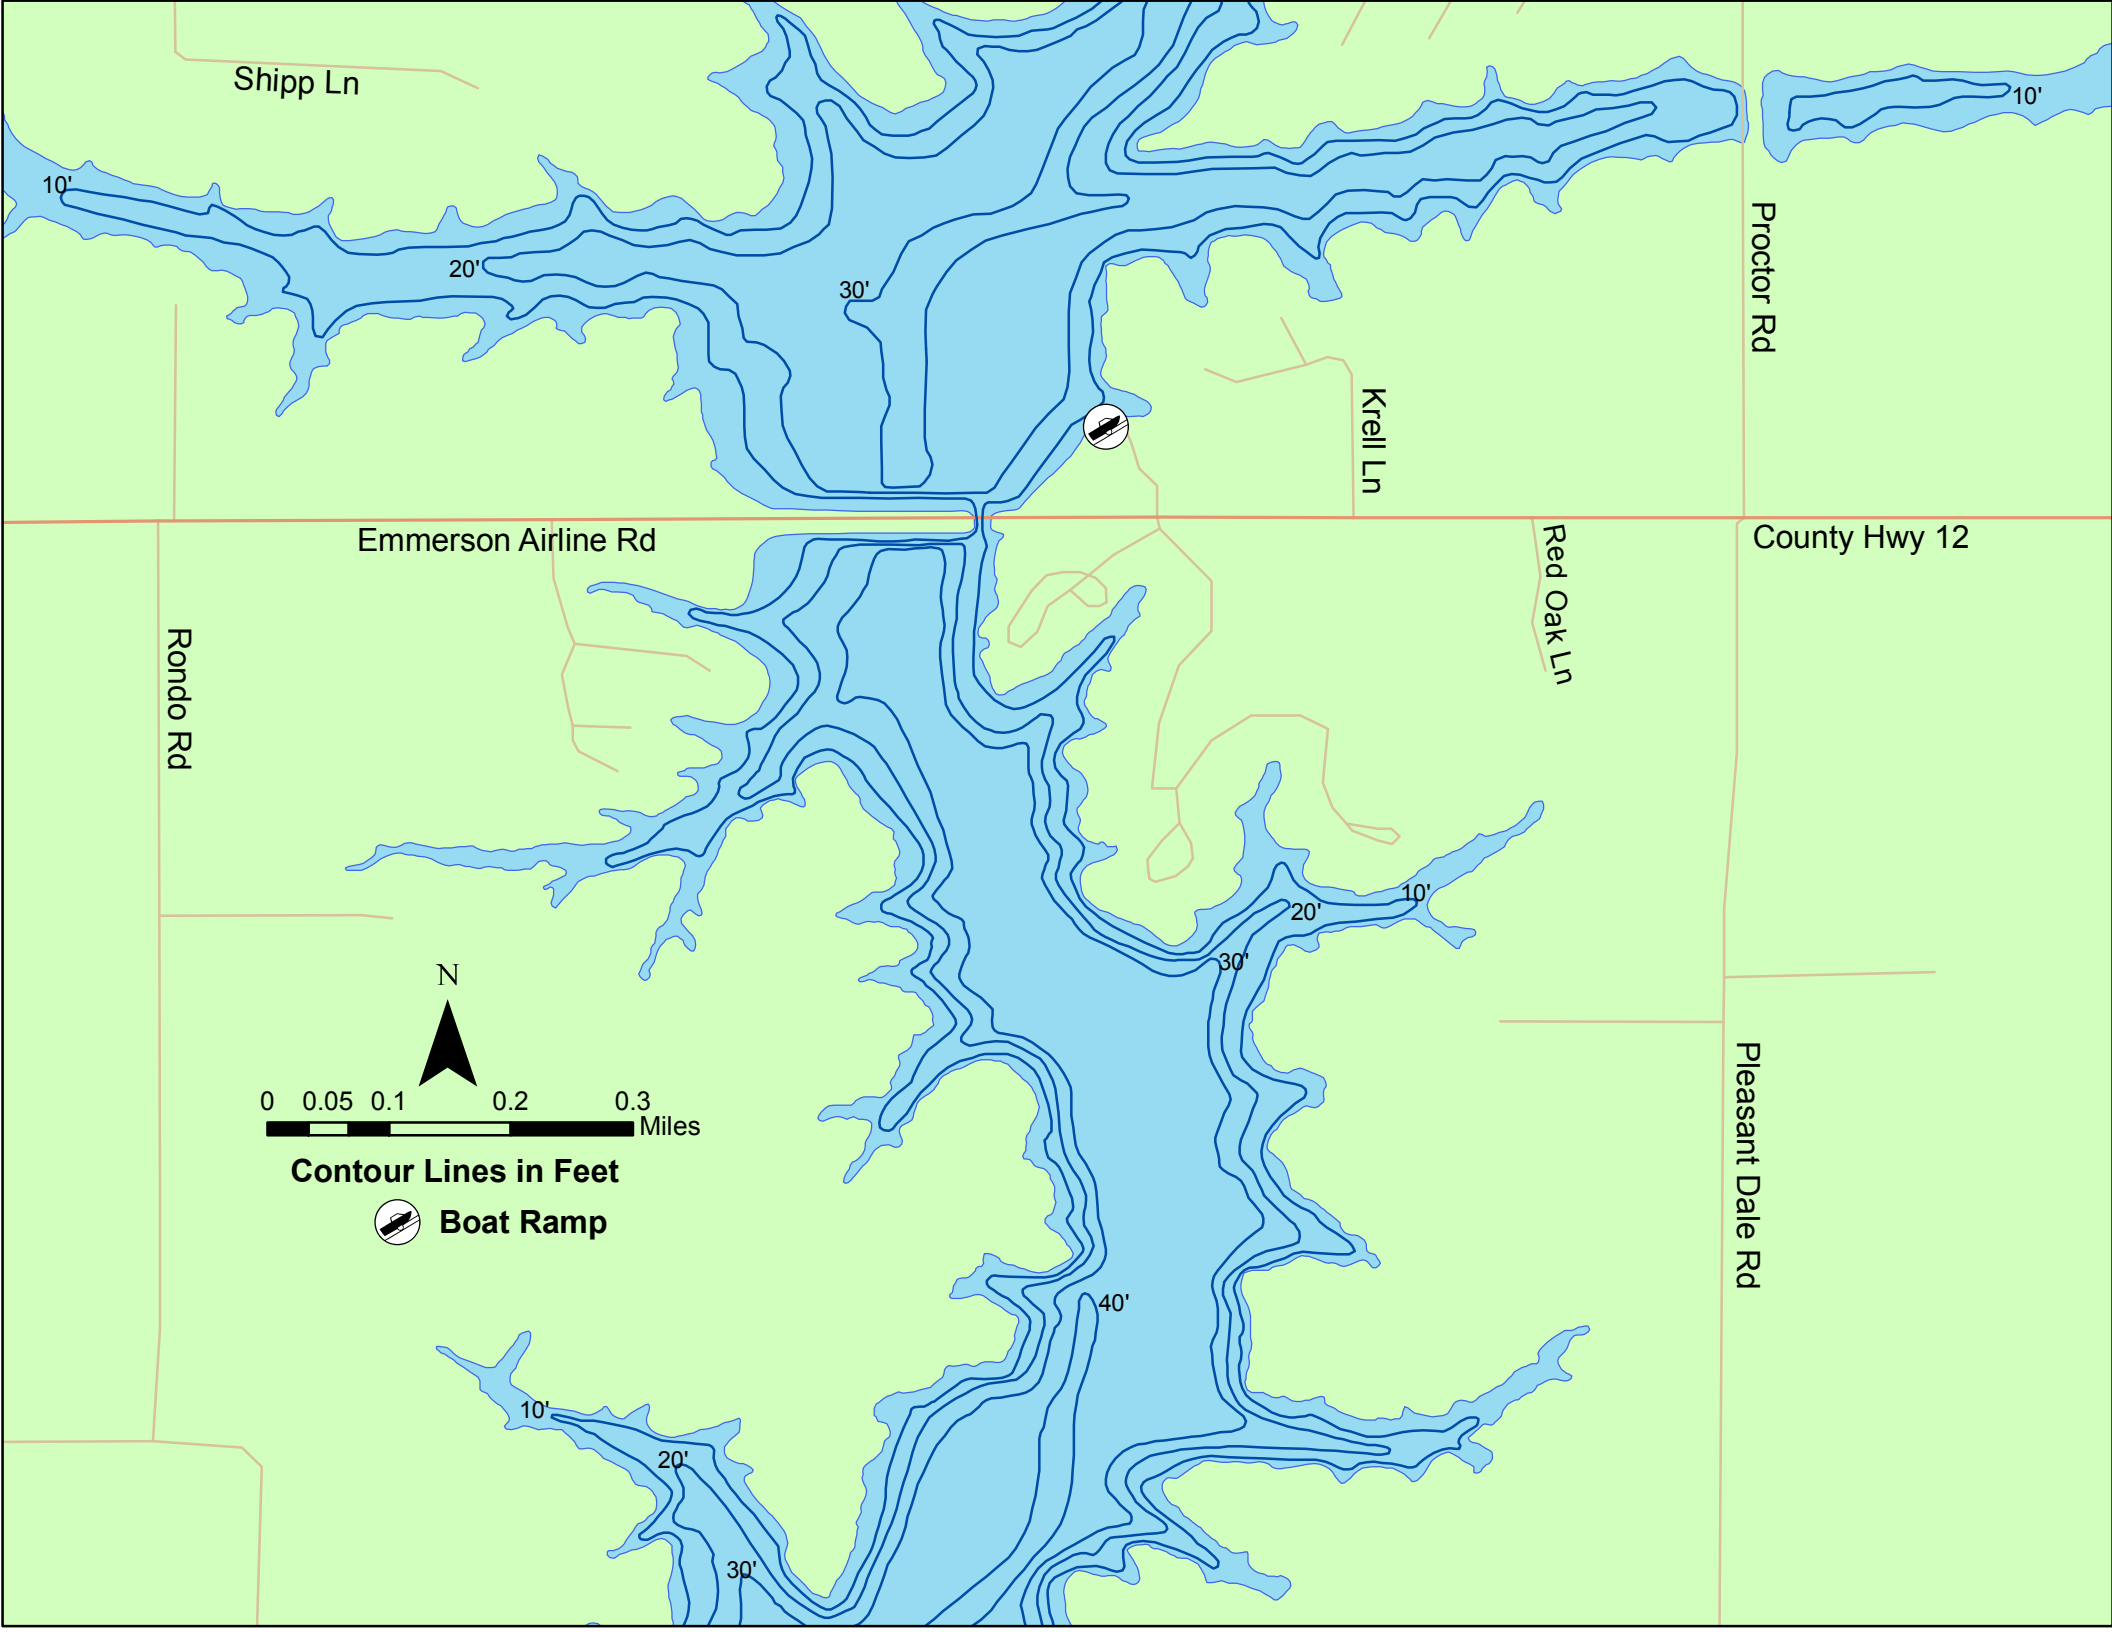 Shipp Ln
10'
10'
20'
30'
Proctor Rd
Krell Ln
Emmerson Airline Rd
County Hwy 12
Red Oak Ln
Rondo Rd
10'
20'
30'
N
0 0.05 0.1 0.2 0.3
Miles
Contour Lines in Feet
Boat Ramp
Pleasant Dale Rd
40'
10'
20'
30'